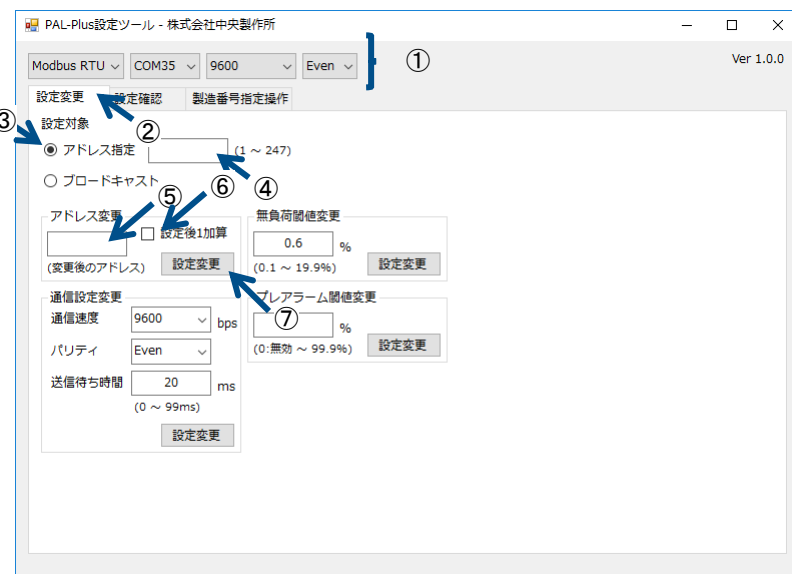 PAL-Plus設定ツール - 株式会社中央製作所
Modbus RTU COM35 9600 Even ① Ver 1.0.0
設定変更 設定確認 製造番号指定操作
③ 設定対象 ②
アドレス指定 (1 ～ 247)
ブロードキャスト ④
⑤ ⑥
アドレス変更 無負荷閾値変更
設定後1加算 0.6 %
(変更後のアドレス) 設定変更 (0.1 ～ 19.9%) 設定変更
通信設定変更 プレアラーム閾値変更
通信速度 9600 bps ⑦ %
パリティ Even (0:無効 ～ 99.9%) 設定変更
送信待ち時間 20 ms
(0 ～ 99ms)
設定変更